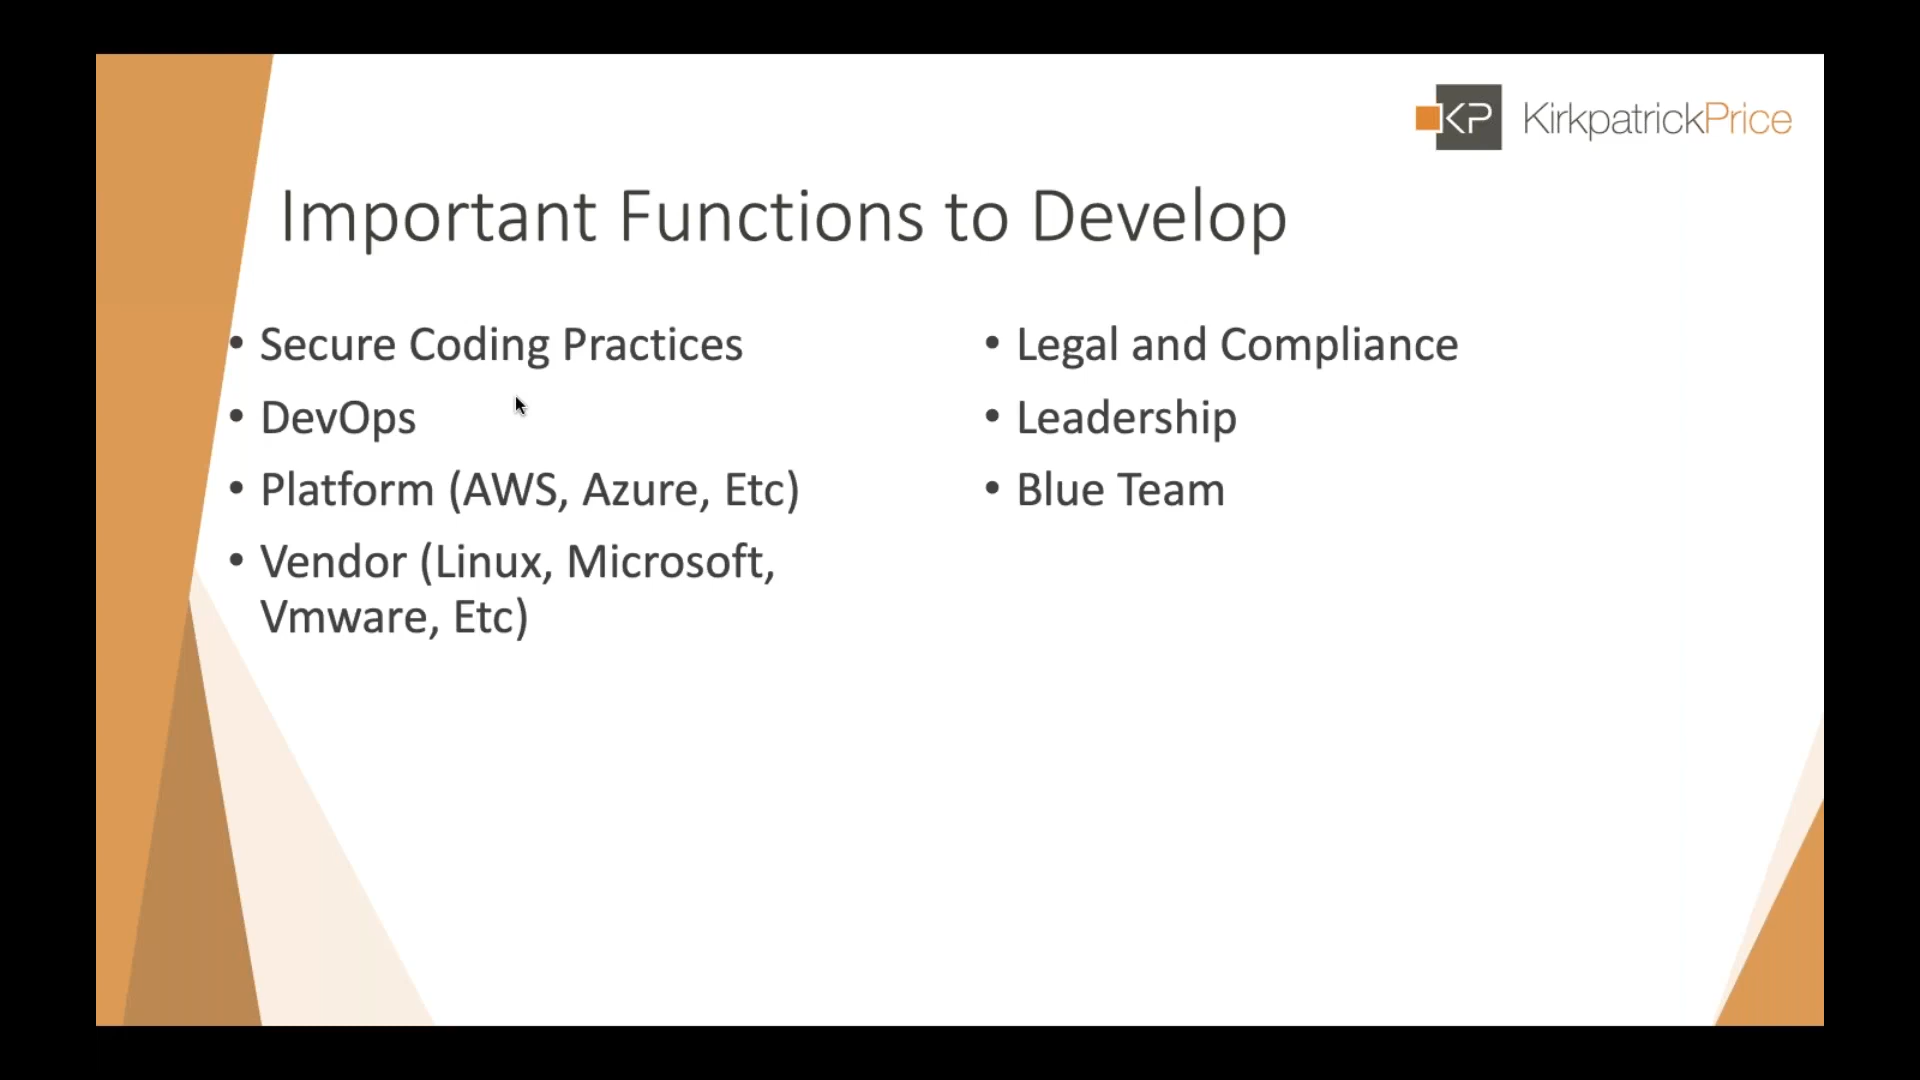 KP KirkpatrickPrice
Important Functions to Develop
• Secure Coding Practices
• DevOps
• Platform (AWS, Azure, Etc)
• Vendor (Linux, Microsoft,
Vmware, Etc)
• Legal and Compliance
• Leadership
• Blue Team